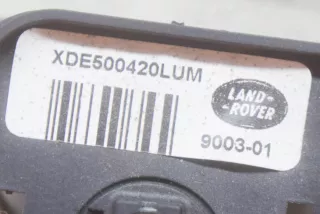 XDE500420LUM
LAND-
ROVER
9003-01